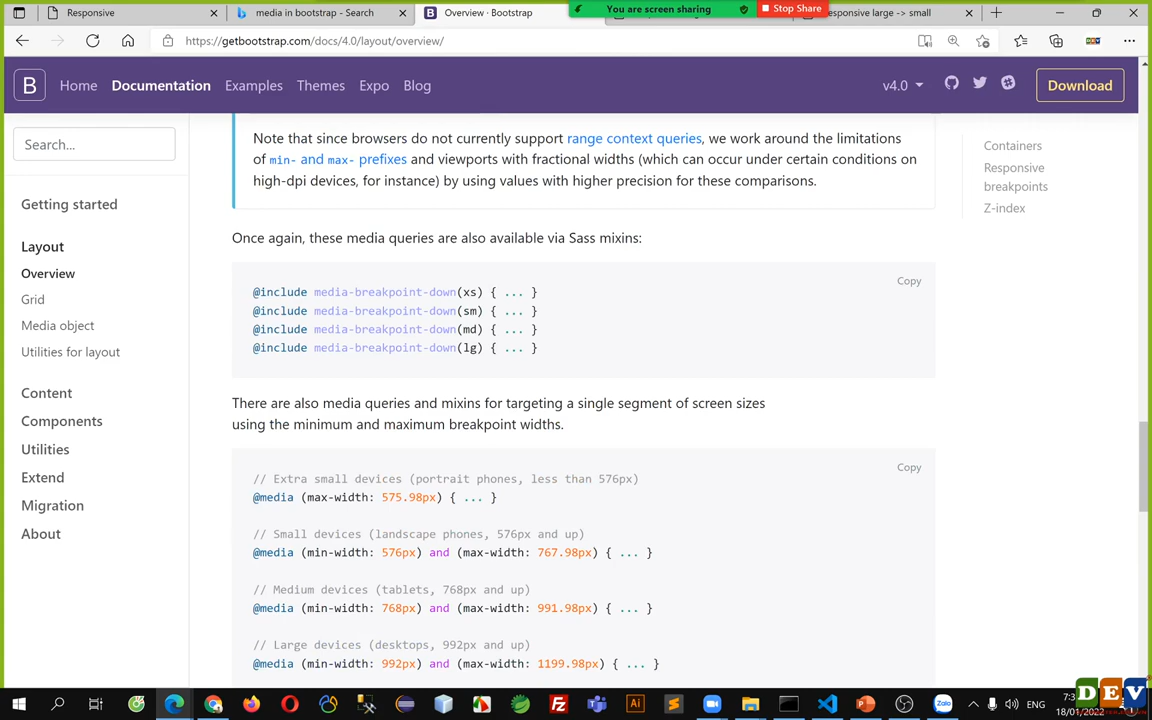 Responsive
media in bootstrap - Search
Overview · Bootstrap
You are screen sharing
Stop Share
esponsive large -> small
https://getbootstrap.com/docs/4.0/layout/overview/
B
Home
Documentation
Examples
Themes
Expo
Blog
v4.0
Download
Search...
Getting started
Layout
Overview
Grid
Media object
Utilities for layout
Content
Components
Utilities
Extend
Migration
About
Note that since browsers do not currently support range context queries, we work around the limitations
of min- and max- prefixes and viewports with fractional widths (which can occur under certain conditions on
high-dpi devices, for instance) by using values with higher precision for these comparisons.
Once again, these media queries are also available via Sass mixins:
Copy
@include media-breakpoint-down(xs) { ... }
@include media-breakpoint-down(sm) { ... }
@include media-breakpoint-down(md) { ... }
@include media-breakpoint-down(lg) { ... }
There are also media queries and mixins for targeting a single segment of screen sizes
using the minimum and maximum breakpoint widths.
Copy
// Extra small devices (portrait phones, less than 576px)
@media (max-width: 575.98px) { ... }
// Small devices (landscape phones, 576px and up)
@media (min-width: 576px) and (max-width: 767.98px) { ... }
// Medium devices (tablets, 768px and up)
@media (min-width: 768px) and (max-width: 991.98px) { ... }
// Large devices (desktops, 992px and up)
@media (min-width: 992px) and (max-width: 1199.98px) { ... }
Containers
Responsive
breakpoints
Z-index
Fz
Ai
Zalo
ENG
7:3
18/01/2022
DEV